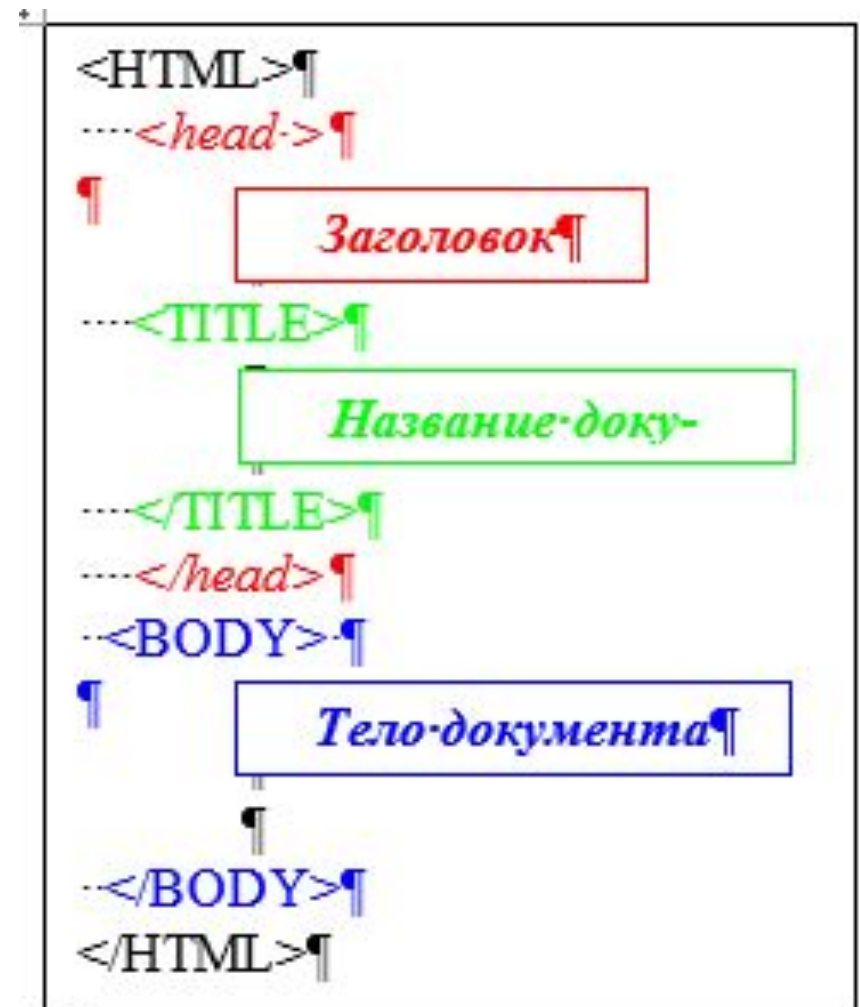 <HTML>¶
····<head·>¶
¶
Заголовок¶
····<TITLE>¶
Название·доку-
····</TITLE>¶
····</head>¶
··<BODY>·¶
¶
Тело·документа¶
¶
··</BODY>¶
</HTML>¶